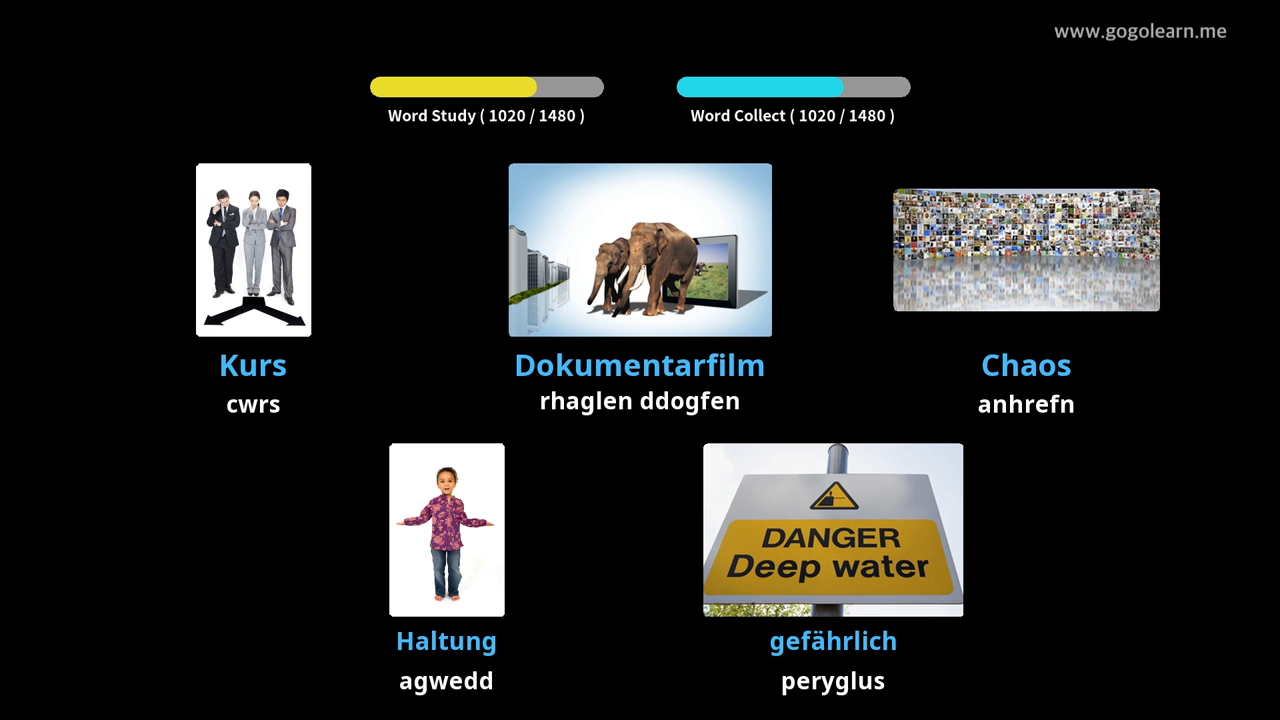 www.gogolearn.me
Word Study ( 1020 / 1480 )
Word Collect ( 1020 / 1480 )
Kurs
cwrs
Dokumentarfilm
rhaglen ddogfen
Chaos
anhrefn
DANGER
Deep water
Haltung
agwedd
gefährlich
peryglus